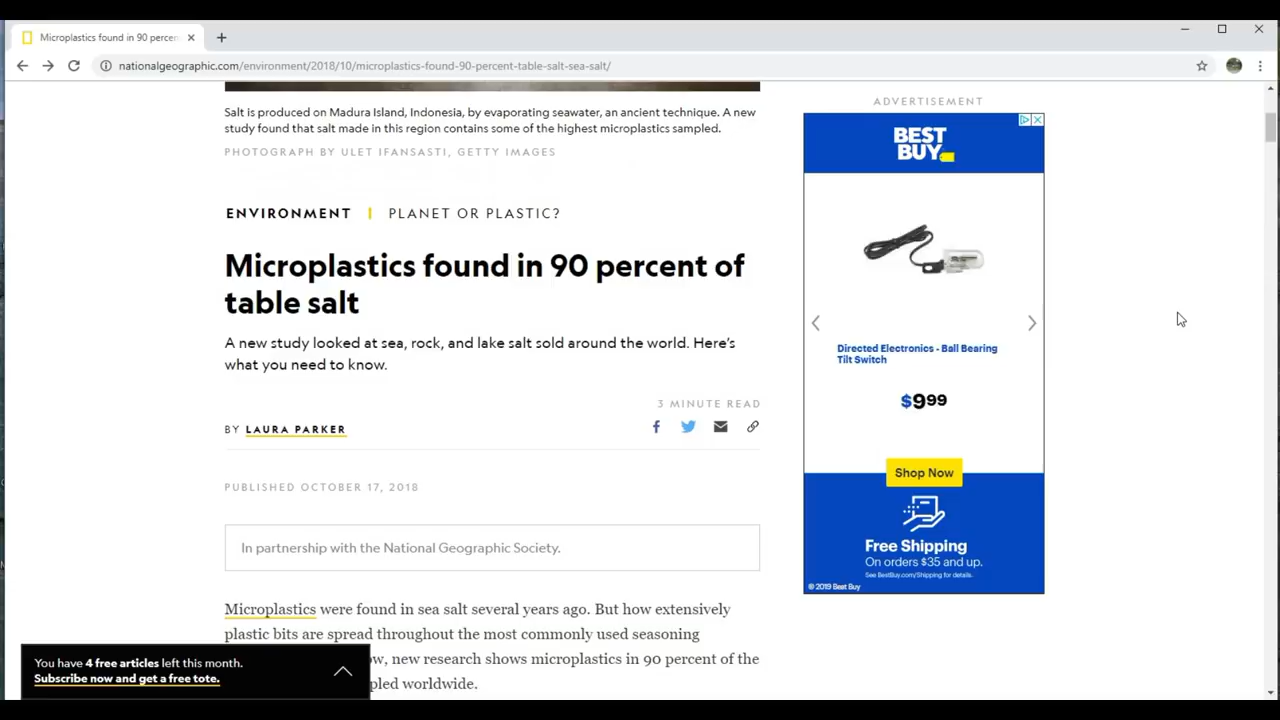 Microplastics found in 90 percen
nationalgeographic.com/environment/2018/10/microplastics-found-90-percent-table-salt-sea-salt/
Salt is produced on Madura Island, Indonesia, by evaporating seawater, an ancient technique. A new
study found that salt made in this region contains some of the highest microplastics sampled.
PHOTOGRAPH BY ULET IFANSASTI, GETTY IMAGES
ENVIRONMENT PLANET OR PLASTIC?
Microplastics found in 90 percent of
table salt
A new study looked at sea, rock, and lake salt sold around the world. Here's
what you need to know.
3 MINUTE READ
BY LAURA PARKER
PUBLISHED OCTOBER 17, 2018
In partnership with the National Geographic Society.
Microplastics were found in sea salt several years ago. But how extensively
plastic bits are spread throughout the most commonly used seasoning
ow, new research shows microplastics in 90 percent of the
pled worldwide.
You have 4 free articles left this month.
Subscribe now and get a free tote.
ADVERTISEMENT
BEST
BUY
Directed Electronics - Ball Bearing
Tilt Switch
$999
Shop Now
Free Shipping
On orders $35 and up.
See BestBuy.com/Shipping for details.
© 2019 Best Buy